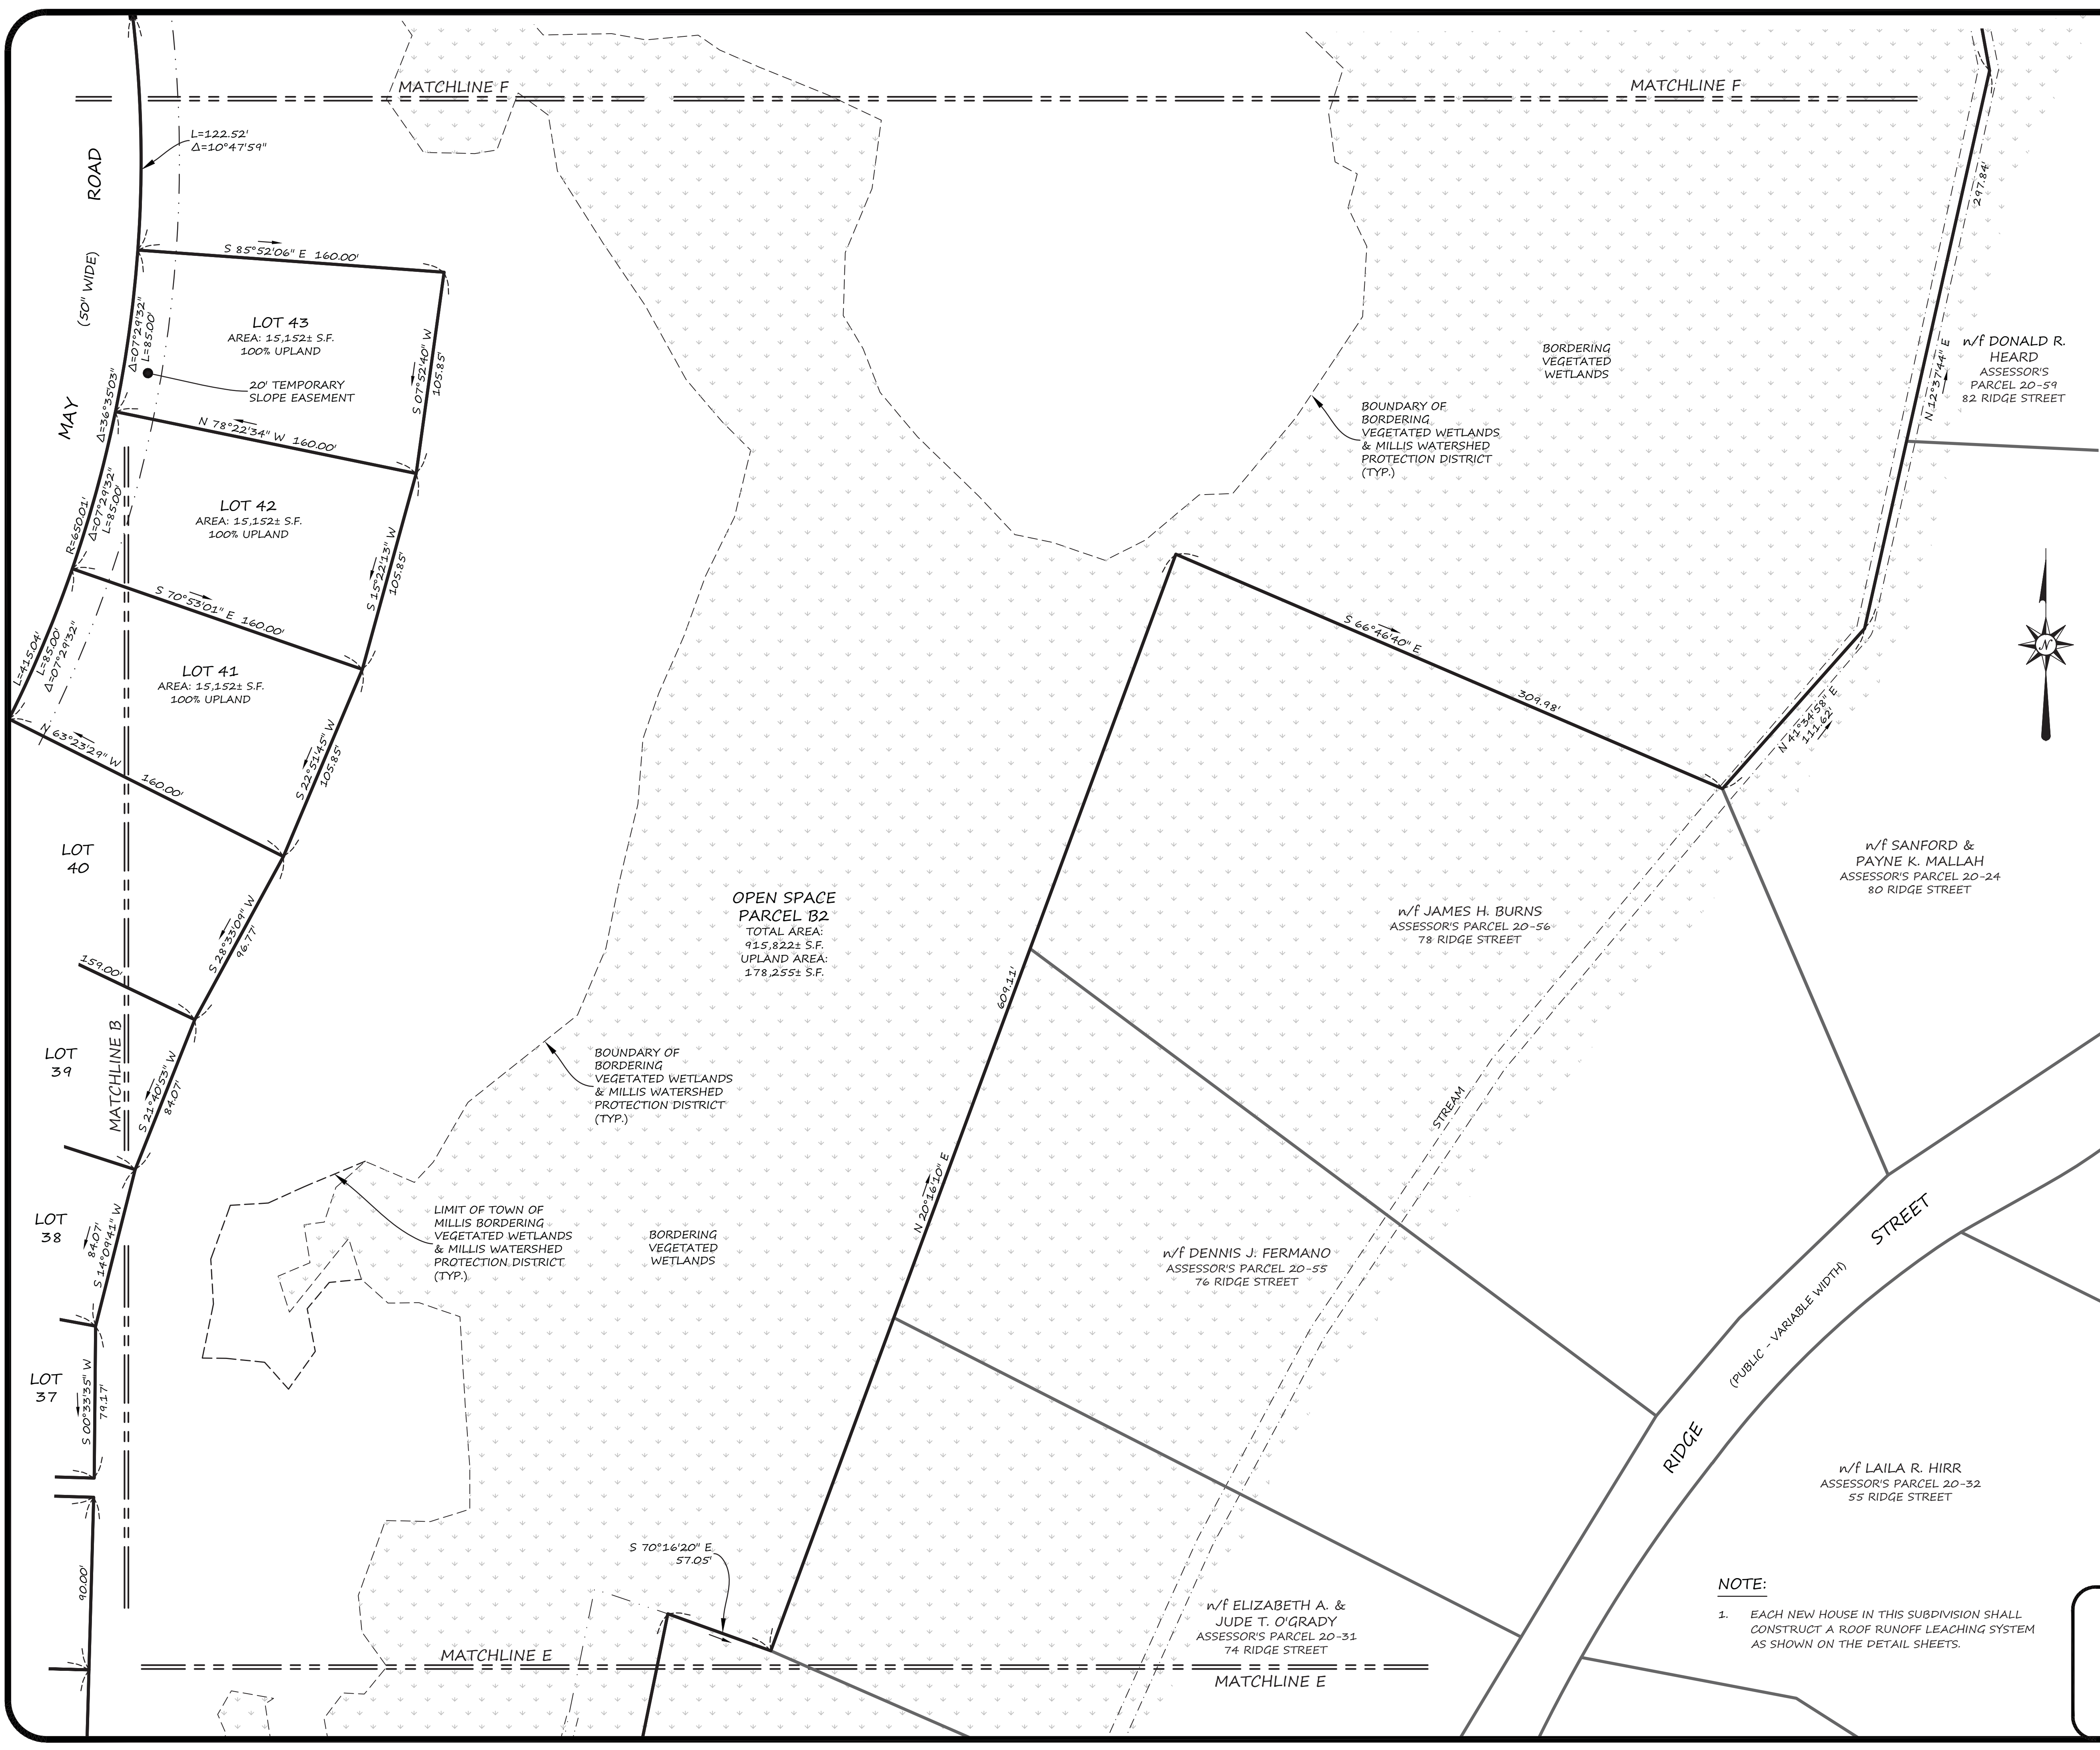 MATCHLINE F
MATCHLINE F
L=122.52'
Δ=10°47'59"
MAY ROAD
(50" WIDE)
S 85°52'06" E 160.00'
LOT 43
AREA: 15,152± S.F.
100% UPLAND
Δ=07°29'32"
L=85.00'
20' TEMPORARY
SLOPE EASEMENT
S 07°52'40" W
105.85'
Δ=36°35'03"
N 78°22'34" W 160.00'
LOT 42
AREA: 15,152± S.F.
100% UPLAND
R=650.01'
Δ=07°29'32"
L=85.00'
S 15°22'13" W
105.85'
S 70°53'01" E 160.00'
LOT 41
AREA: 15,152± S.F.
100% UPLAND
L=415.04'
L=85.00'
Δ=07°29'32"
S 22°51'45" W
105.85'
N 63°23'29" W 160.00'
LOT
40
S 28°33'09" W
96.77'
159.00'
LOT
39
MATCHLINE B
S 21°40'53" W
84.07'
LOT
38
84.07'
S 14°09'41" W
LOT
37
S 00°33'35" W
79.17'
90.00'
BORDERING
VEGETATED
WETLANDS
BOUNDARY OF
BORDERING
VEGETATED WETLANDS
& MILLIS WATERSHED
PROTECTION DISTRICT
(TYP.)
297.84'
N 12°37'44" E
n/f DONALD R.
HEARD
ASSESSOR'S
PARCEL 20-59
82 RIDGE STREET
N
S 66°46'40" E
309.98'
N 41°34'58" E
111.62'
n/f SANFORD &
PAYNE K. MALLAH
ASSESSOR'S PARCEL 20-24
80 RIDGE STREET
OPEN SPACE
PARCEL B2
TOTAL AREA:
915,822± S.F.
UPLAND AREA:
178,255± S.F.
n/f JAMES H. BURNS
ASSESSOR'S PARCEL 20-56
78 RIDGE STREET
609.11'
N 20°16'10" E
BOUNDARY OF
BORDERING
VEGETATED WETLANDS
& MILLIS WATERSHED
PROTECTION DISTRICT
(TYP.)
STREAM
LIMIT OF TOWN OF
MILLIS BORDERING
VEGETATED WETLANDS
& MILLIS WATERSHED
PROTECTION DISTRICT
(TYP.)
BORDERING
VEGETATED
WETLANDS
n/f DENNIS J. FERMANO
ASSESSOR'S PARCEL 20-55
76 RIDGE STREET
RIDGE STREET
(PUBLIC - VARIABLE WIDTH)
n/f LAILA R. HIRR
ASSESSOR'S PARCEL 20-32
55 RIDGE STREET
S 70°16'20" E
57.05'
n/f ELIZABETH A. &
JUDE T. O'GRADY
ASSESSOR'S PARCEL 20-31
74 RIDGE STREET
MATCHLINE E
MATCHLINE E
NOTE:
1. EACH NEW HOUSE IN THIS SUBDIVISION SHALL
CONSTRUCT A ROOF RUNOFF LEACHING SYSTEM
AS SHOWN ON THE DETAIL SHEETS.